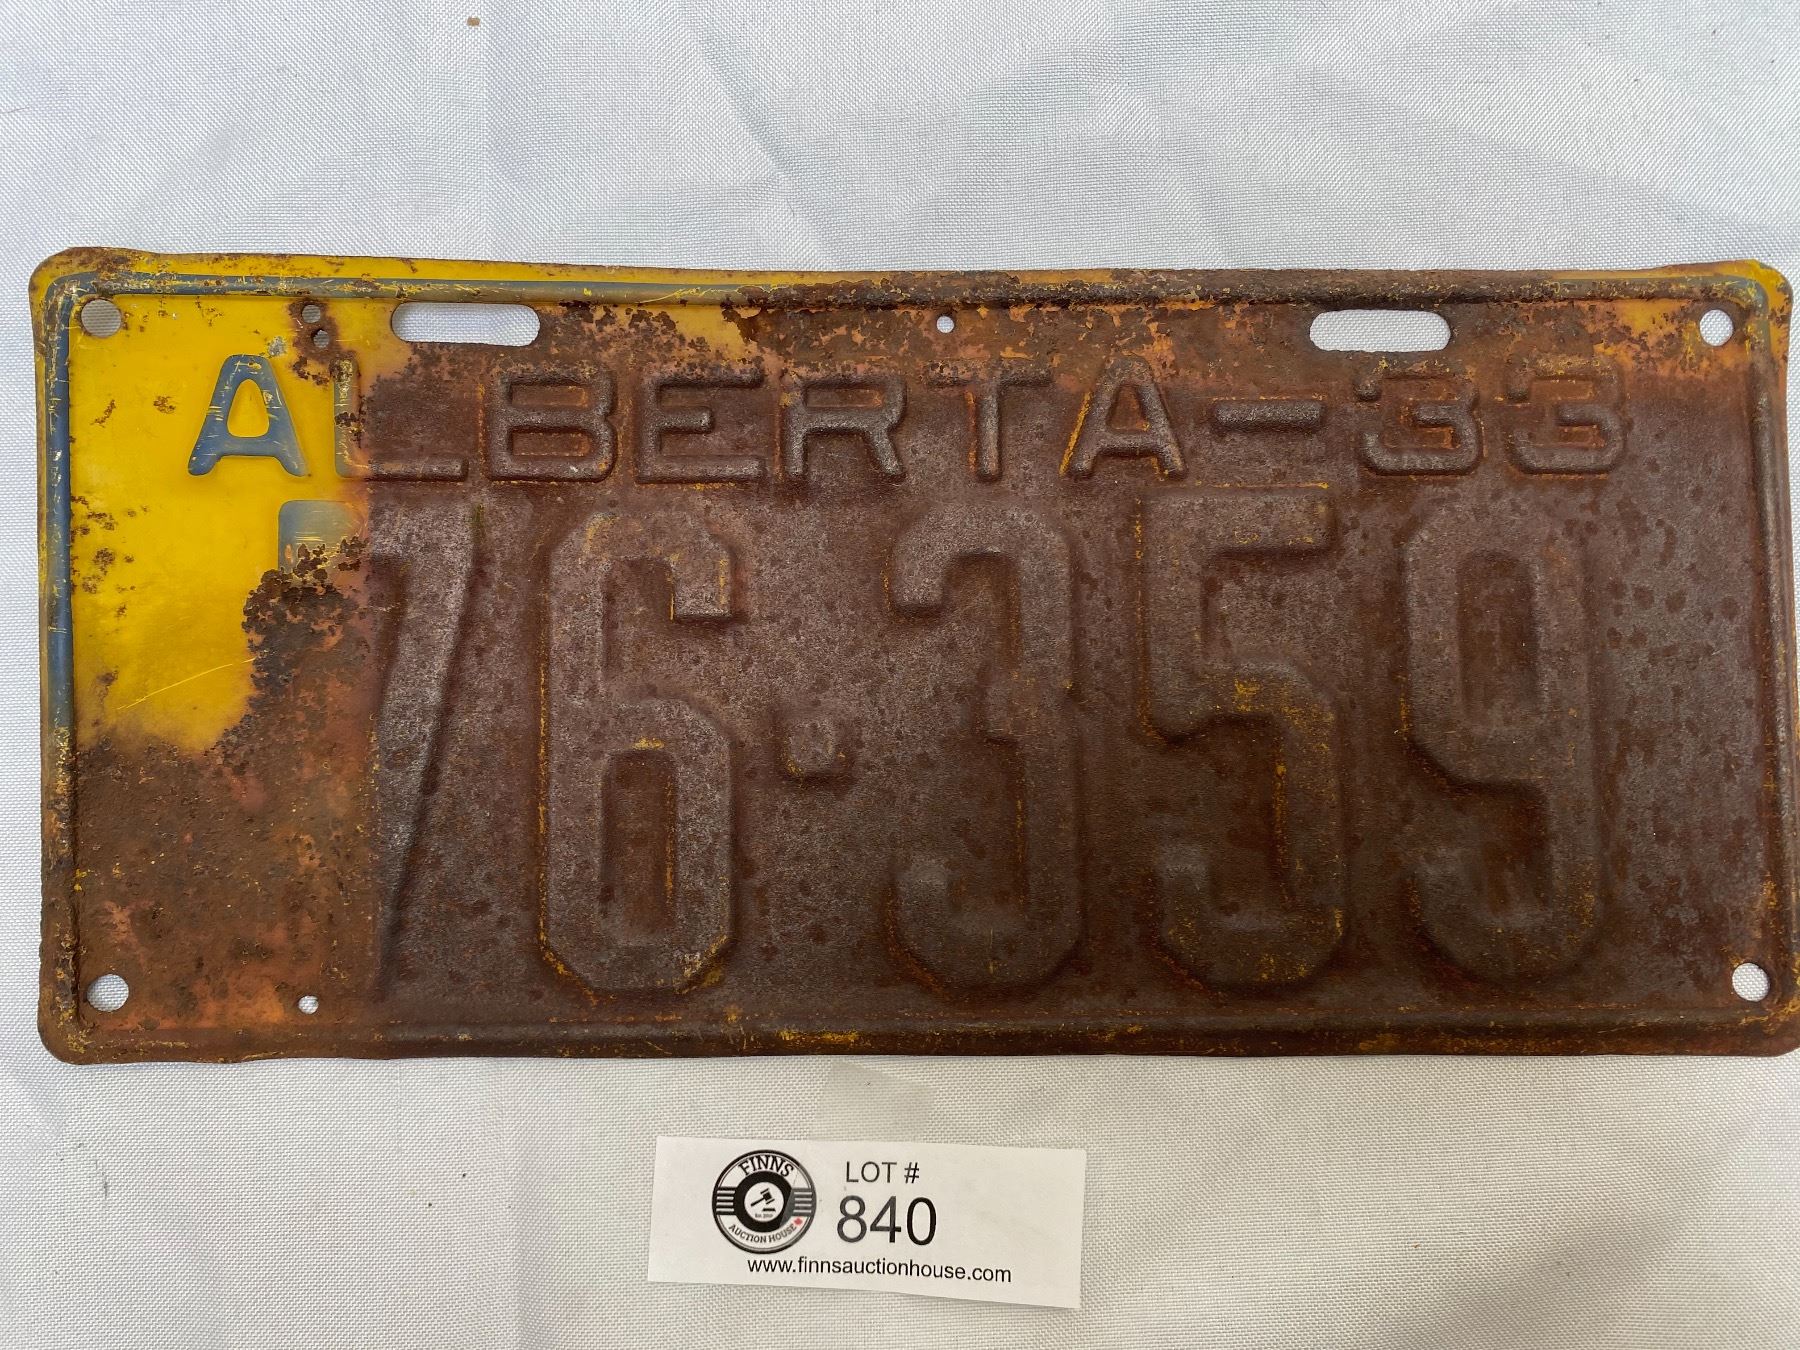 ALBERTA-33
76-359
FINNS
AUCTION HOUSE
LOT #
840
www.finnsauctionhouse.com